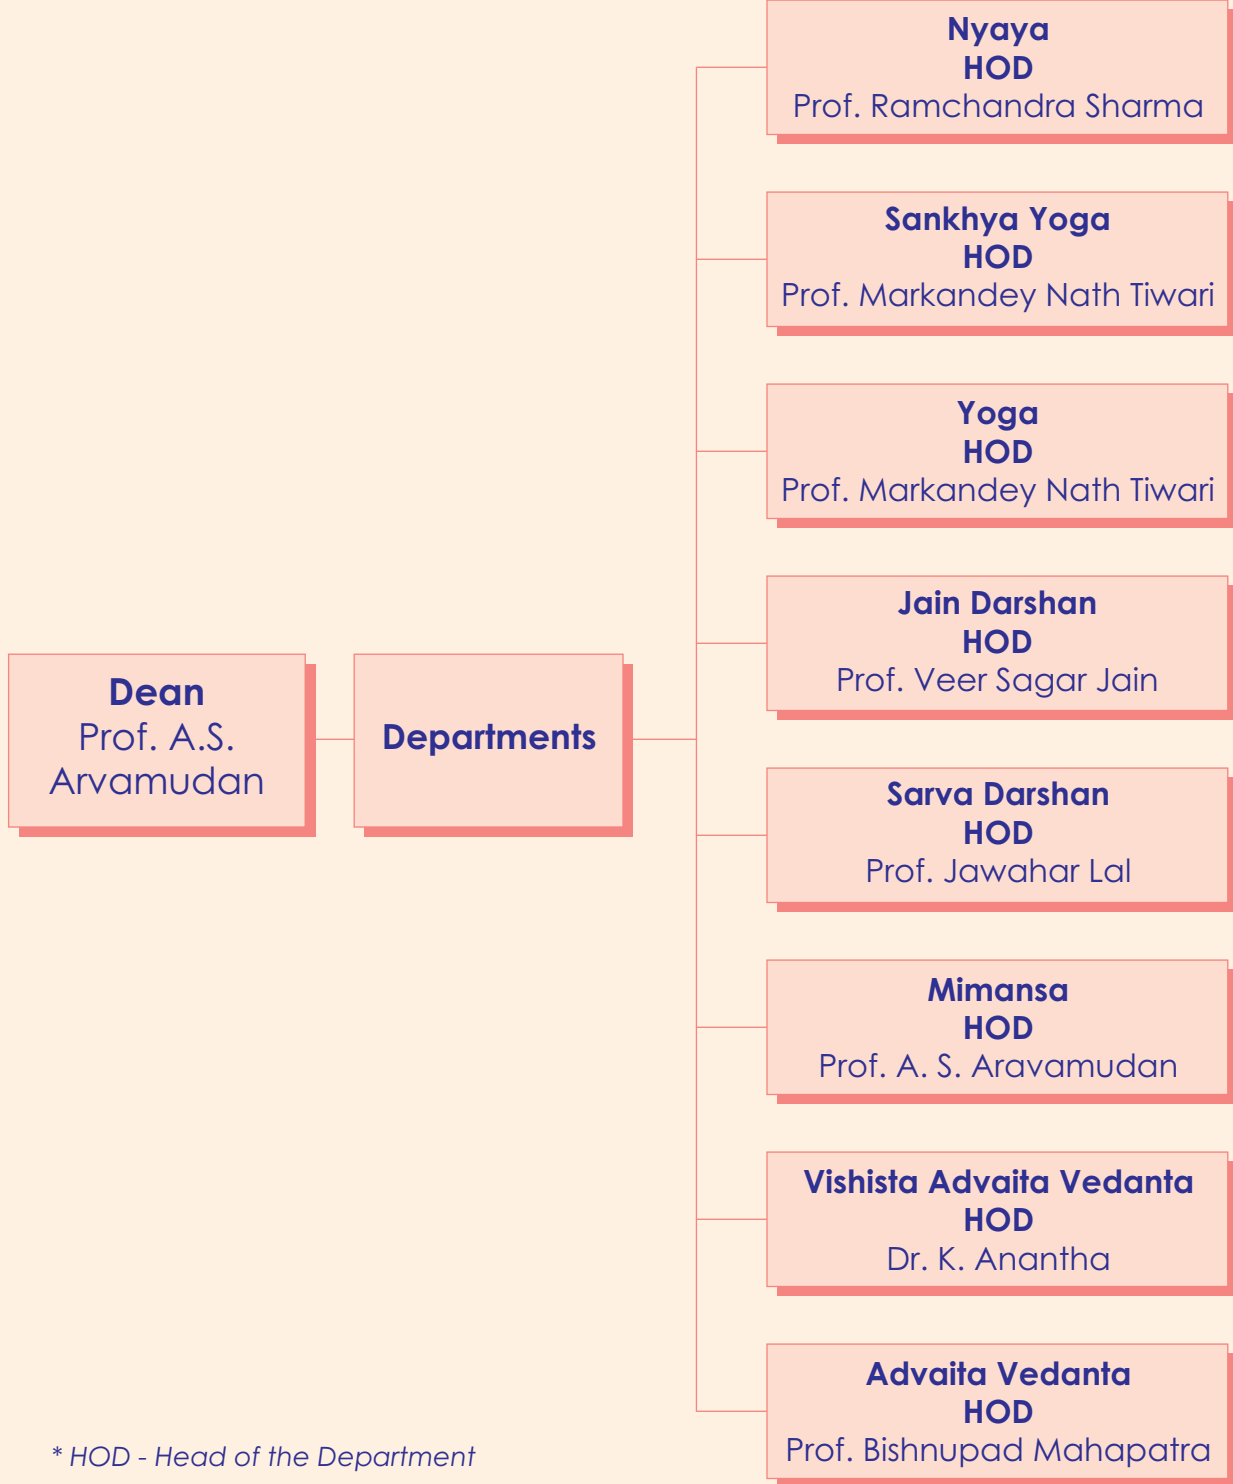 Dean
Prof. A.S.
Arvamudan
Departments
Nyaya
HOD
Prof. Ramchandra Sharma
Sankhya Yoga
HOD
Prof. Markandey Nath Tiwari
Yoga
HOD
Prof. Markandey Nath Tiwari
Jain Darshan
HOD
Prof. Veer Sagar Jain
Sarva Darshan
HOD
Prof. Jawahar Lal
Mimansa
HOD
Prof. A. S. Aravamudan
Vishista Advaita Vedanta
HOD
Dr. K. Anantha
Advaita Vedanta
HOD
Prof. Bishnupad Mahapatra
* HOD - Head of the Department